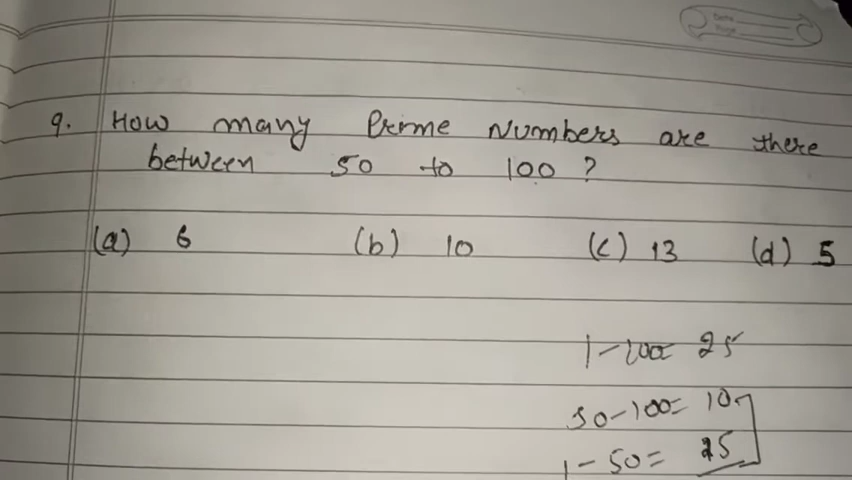 9. How many Prime Numbers are there
between 50 to 100 ?
(a) 6 (b) 10 (c) 13 (d) 5
1-100= 25
50-100= 10
1-50= 25